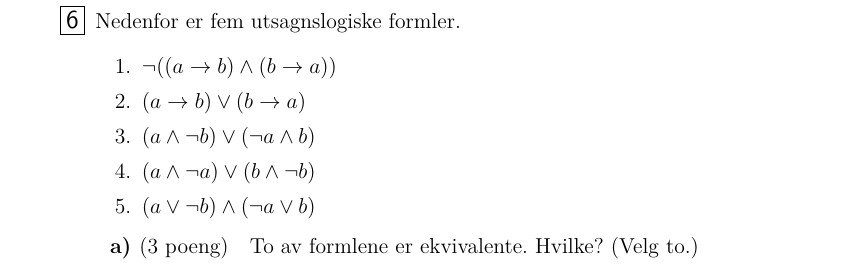 6 Nedenfor er fem utsagnslogiske formler.
1. ¬((a → b) ∧ (b → a))
2. (a → b) ∨ (b → a)
3. (a ∧ ¬b) ∨ (¬a ∧ b)
4. (a ∧ ¬a) ∨ (b ∧ ¬b)
5. (a ∨ ¬b) ∧ (¬a ∨ b)
a) (3 poeng) To av formlene er ekvivalente. Hvilke? (Velg to.)